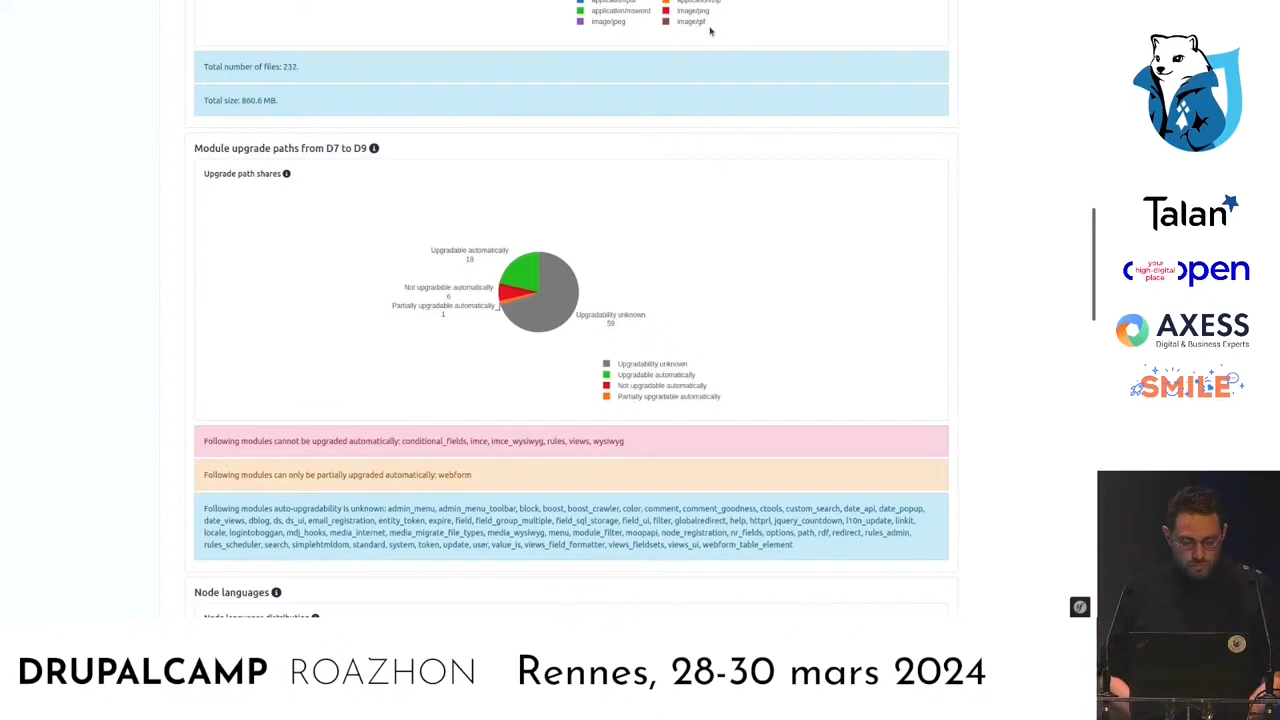 application/msword
image/png
image/jpeg
image/gif
Total number of files: 232.
Total size: 860.6 MB.
Module upgrade paths from D7 to D9
Upgrade path shares
Upgradable automatically
18
Not upgradable automatically
6
Partially upgradable automatically
1
Upgradability unknown
59
Upgradability unknown
Upgradable automatically
Not upgradable automatically
Partially upgradable automatically
Following modules cannot be upgraded automatically: conditional_fields, imce, imce_wysiwyg, rules, views, wysiwyg
Following modules can only be partially upgraded automatically: webform
Following modules auto-upgradability is unknown: admin_menu, admin_menu_toolbar, block, boost, boost_crawler, color, comment, comment_goodness, ctools, custom_search, date_api, date_popup,
date_views, dblog, ds, ds_ui, email_registration, entity_token, expire, field, field_group_multiple, field_sql_storage, field_ui, filter, globalredirect, help, httprl, jquery_countdown, l10n_update, linkit,
locale, logintoboggan, mdj_hooks, media_internet, media_migrate_file_types, media_wysiwyg, menu, module_filter, moopapi, node_registration, nr_fields, options, path, rdf, redirect, rules_admin,
rules_scheduler, search, simplehtmldom, standard, system, token, update, user, value_is, views_field_formatter, views_fieldsets, views_ui, webform_table_element
Node languages
Talan
your
high-digital
place
open
AXESS
Digital & Business Experts
SMILE
DRUPALCAMP ROAZHON
Rennes, 28-30 mars 2024